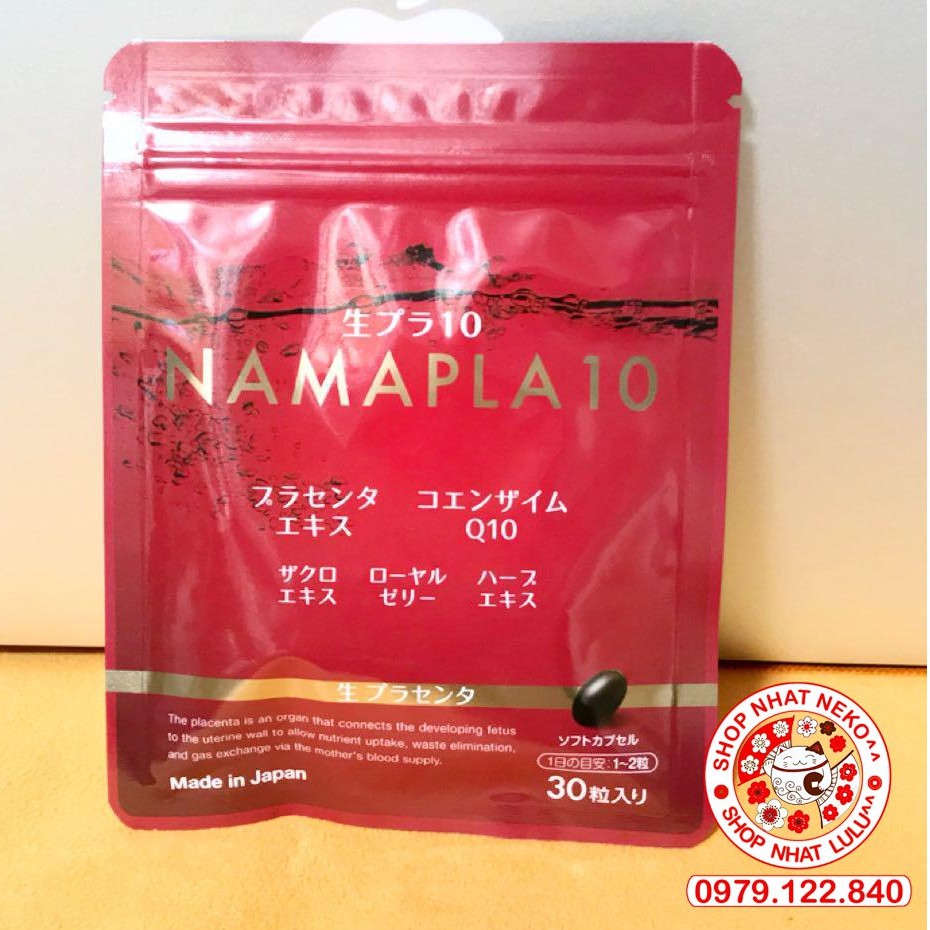 生プラ10
NAMAPLA10
プラセンタ コエンザイム
エキス Q10
ザクロ ローヤル ハーブ
エキス ゼリー エキス
生プラセンタ
The placenta is an organ that connects the developing fetus
to the uterine wall to allow nutrient uptake, waste elimination,
and gas exchange via the mother's blood supply.
Made in Japan
ソフトカプセル
1日の目安:1~2粒
30粒入り
SHOP NHAT NEKO^^
SHOP NHAT LULU^^
0979.122.840